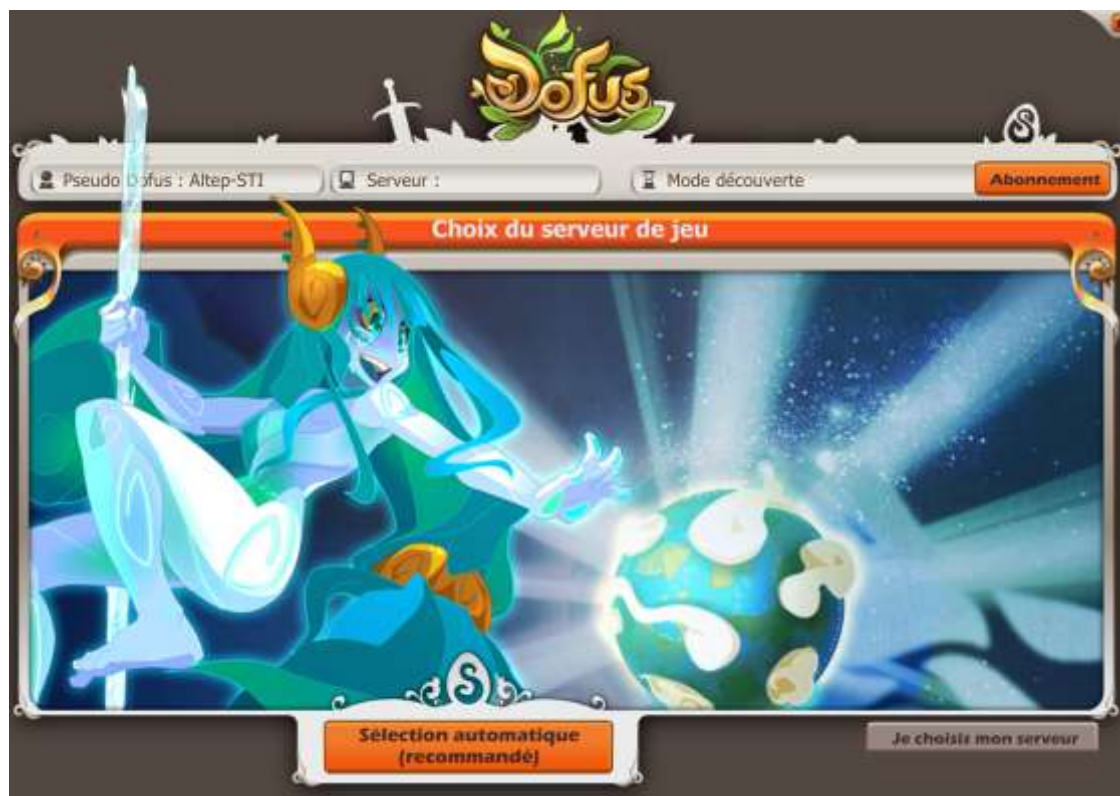 Dofus
Pseudo Dofus : Altep-STI
Serveur :
Mode découverte
Abonnement
Choix du serveur de jeu
Sélection automatique
(recommandé)
Je choisis mon serveur